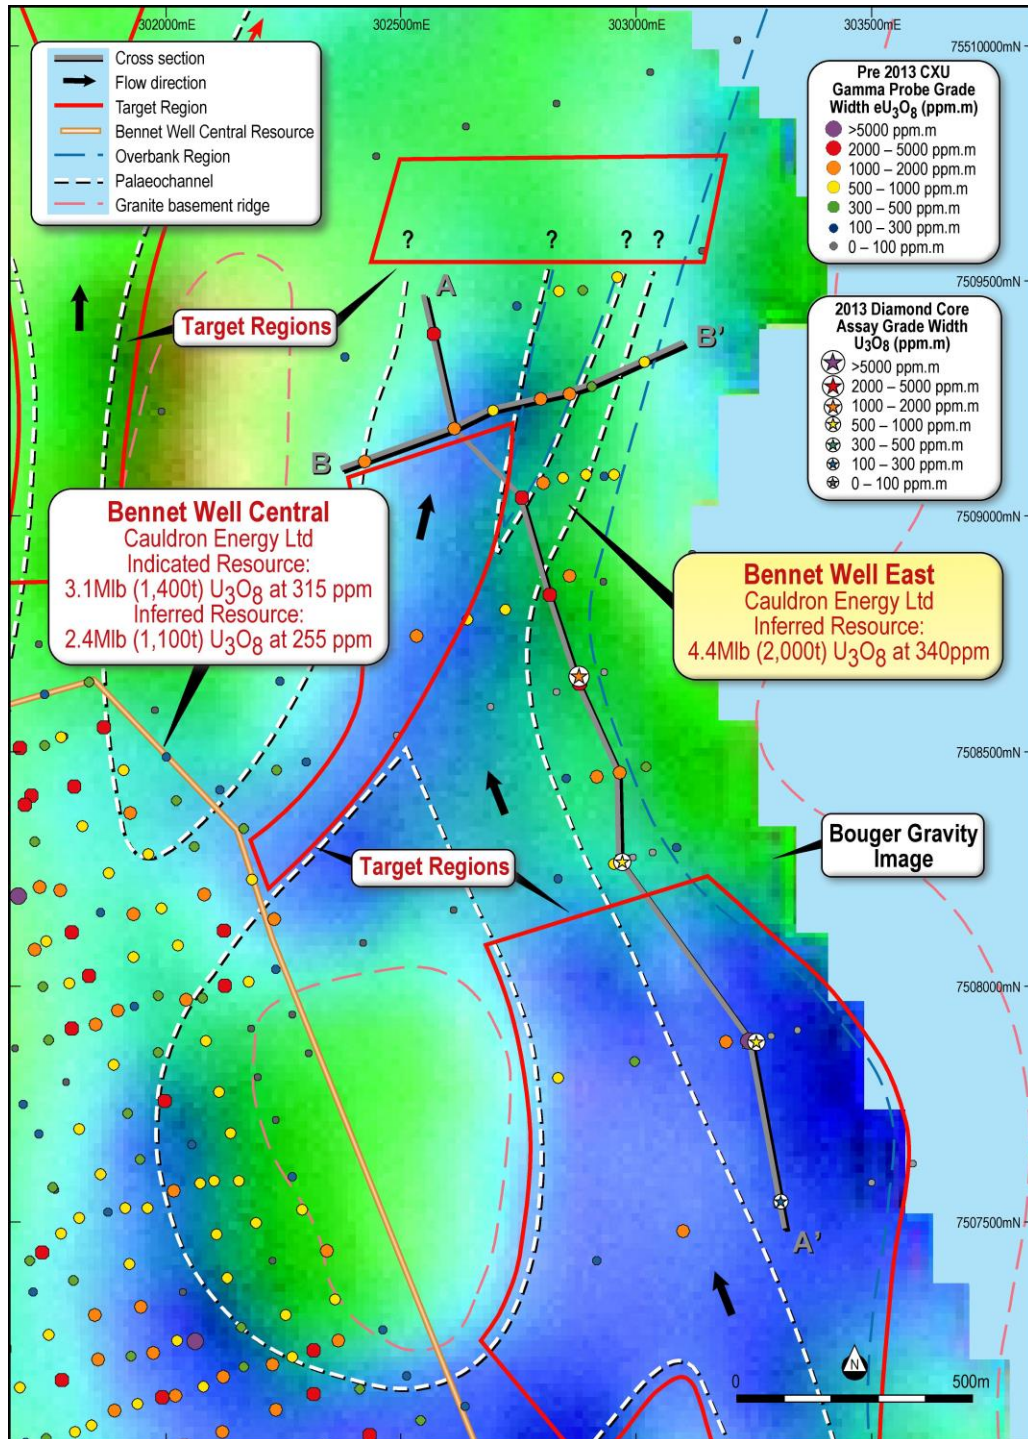 302000mE
302500mE
303000mE
303500mE
75510000mN
Cross section
Flow direction
Target Region
Bennet Well Central Resource
Overbank Region
Palaeochannel
Granite basement ridge
Pre 2013 CXU
Gamma Probe Grade
Width eU₃O₈ (ppm.m)
>5000 ppm.m
2000 – 5000 ppm.m
1000 – 2000 ppm.m
500 – 1000 ppm.m
300 – 500 ppm.m
100 – 300 ppm.m
0 – 100 ppm.m
? ? ? ?
7509500mN
A
Target Regions
2013 Diamond Core
Assay Grade Width
U₃O₈ (ppm.m)
>5000 ppm.m
2000 – 5000 ppm.m
1000 – 2000 ppm.m
500 – 1000 ppm.m
300 – 500 ppm.m
100 – 300 ppm.m
0 – 100 ppm.m
B'
B
Bennet Well Central
Cauldron Energy Ltd
Indicated Resource:
3.1Mlb (1,400t) U₃O₈ at 315 ppm
Inferred Resource:
2.4Mlb (1,100t) U₃O₈ at 255 ppm
7509000mN
Bennet Well East
Cauldron Energy Ltd
Inferred Resource:
4.4Mlb (2,000t) U₃O₈ at 340ppm
7508500mN
Bouger Gravity
Image
Target Regions
7508000mN
7507500mN
A'
N
0
500m